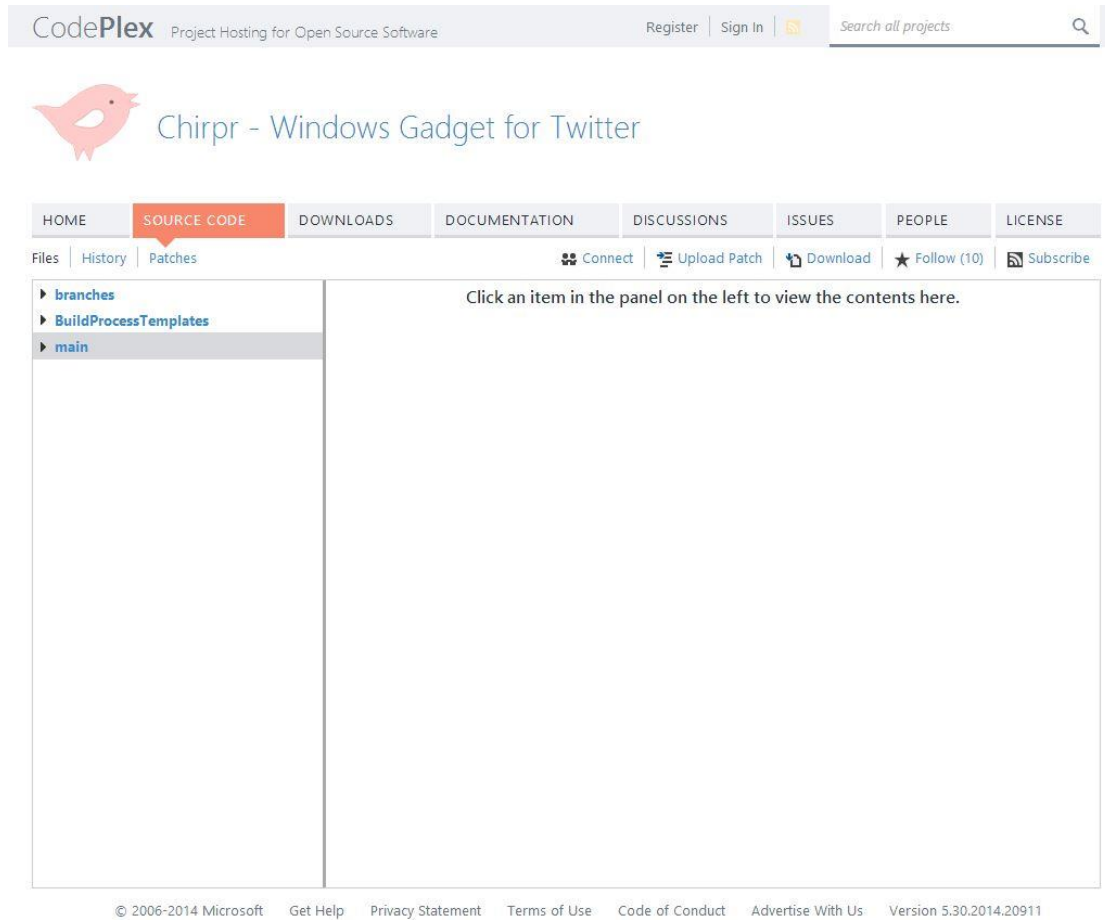 CodePlex Project Hosting for Open Source Software Register Sign In Search all projects
Chirpr - Windows Gadget for Twitter
HOME SOURCE CODE DOWNLOADS DOCUMENTATION DISCUSSIONS ISSUES PEOPLE LICENSE
Files History Patches Connect Upload Patch Download Follow (10) Subscribe
branches
BuildProcessTemplates
main
Click an item in the panel on the left to view the contents here.
© 2006-2014 Microsoft Get Help Privacy Statement Terms of Use Code of Conduct Advertise With Us Version 5.30.2014.20911